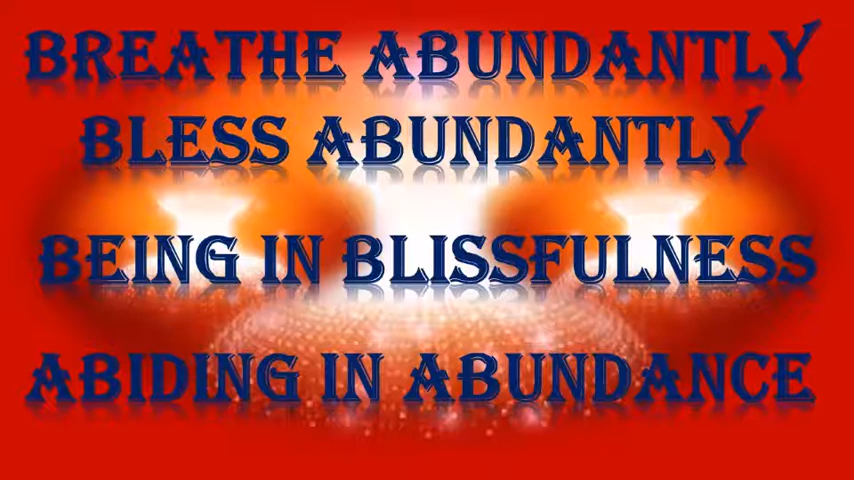 BREATHE ABUNDANTLY
BLESS ABUNDANTLY
BEING IN BLISSFULNESS
ABIDING IN ABUNDANCE